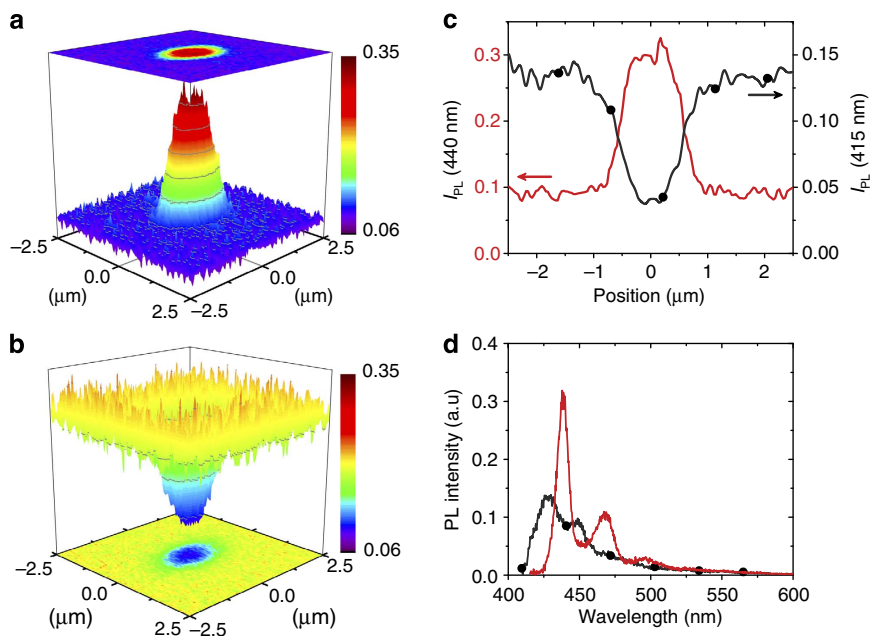 a
0.35
0.06
−2.5
0.0
2.5
(μm)
−2.5
0.0
2.5
(μm)
b
0.35
0.06
−2.5
0.0
2.5
(μm)
−2.5
0.0
2.5
(μm)
c
0.3
0.2
0.1
0.0
I_PL (440 nm)
0.15
0.10
0.05
0.00
I_PL (415 nm)
−2 −1 0 1 2
Position (μm)
d
0.4
0.3
0.2
0.1
0.0
PL intensity (a.u)
400 450 500 550 600
Wavelength (nm)